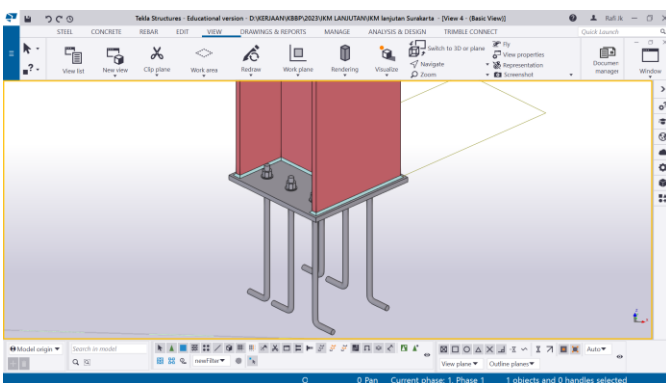 Tekla Structures - Educational version - D:\KERJAAN\KBBP\2023\KM LANJUTAN\KM lenjutan Surakarta - [View 4 - (Basic View)]
Rafi Ik
STEEL CONCRETE REBAR EDIT VIEW DRAWINGS & REPORTS MANAGE ANALYSIS & DESIGN TRIMBLE CONNECT Quick Launch
View list New view Clip plane Work area Redraw Work plane Rendering Visualize
Switch to 3D or plane
Navigate
Zoom
Fly
View properties
Representation
Screenshot
Documen manager
Window
Model origin Search in model Auto
newFilter View plane Outline planes
0 Pan Current phase: 1, Phase 1 1 objects and 0 handles selected